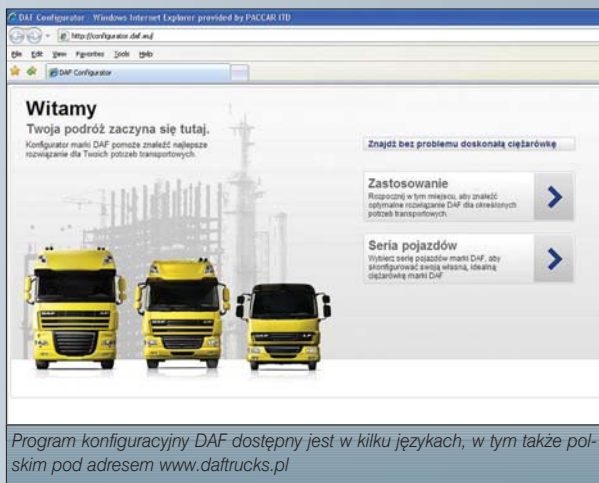 DAF Configurator - Windows Internet Explorer provided by PACCAR ITD
http://configurator.daf.eu/
File Edit View Favorites Tools Help
DAF Configurator
Witamy
Twoja podróż zaczyna się tutaj.
Konfigurator marki DAF pomoże znaleźć najlepsze
rozwiązanie dla Twoich potrzeb transportowych.
Znajdź bez problemu doskonałą ciężarówkę
Zastosowanie
Rozpocznij w tym miejscu, aby znaleźć
optymalne rozwiązanie DAF dla określonych
potrzeb transportowych.
Seria pojazdów
Wybierz serię pojazdów marki DAF, aby
skonfigurować swoją własną, idealną
ciężarówkę marki DAF
Program konfiguracyjny DAF dostępny jest w kilku językach, w tym także pol-
skim pod adresem www.daftrucks.pl